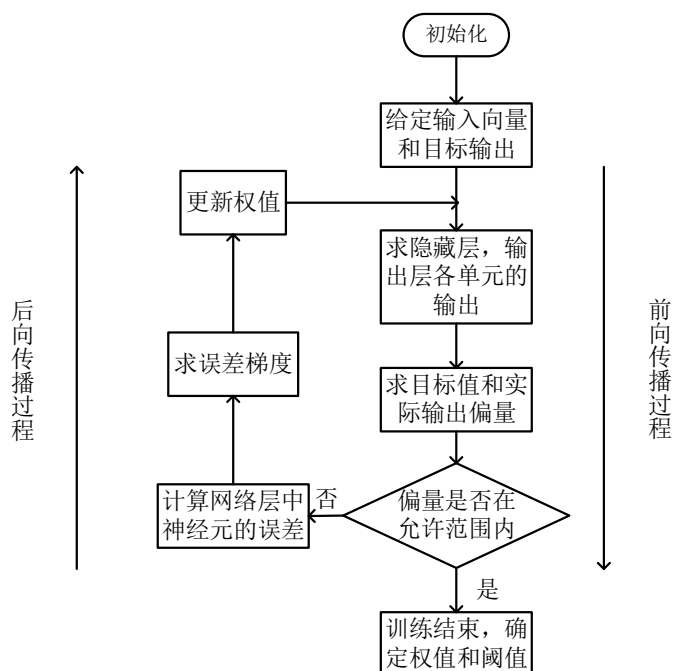 初始化
给定输入向量
和目标输出
更新权值
求隐藏层，输
出层各单元的
输出
后向传播过程
前向传播过程
求误差梯度
求目标值和实
际输出偏量
计算网络层中
神经元的误差
否
偏量是否在
允许范围内
是
训练结束，确
定权值和阈值